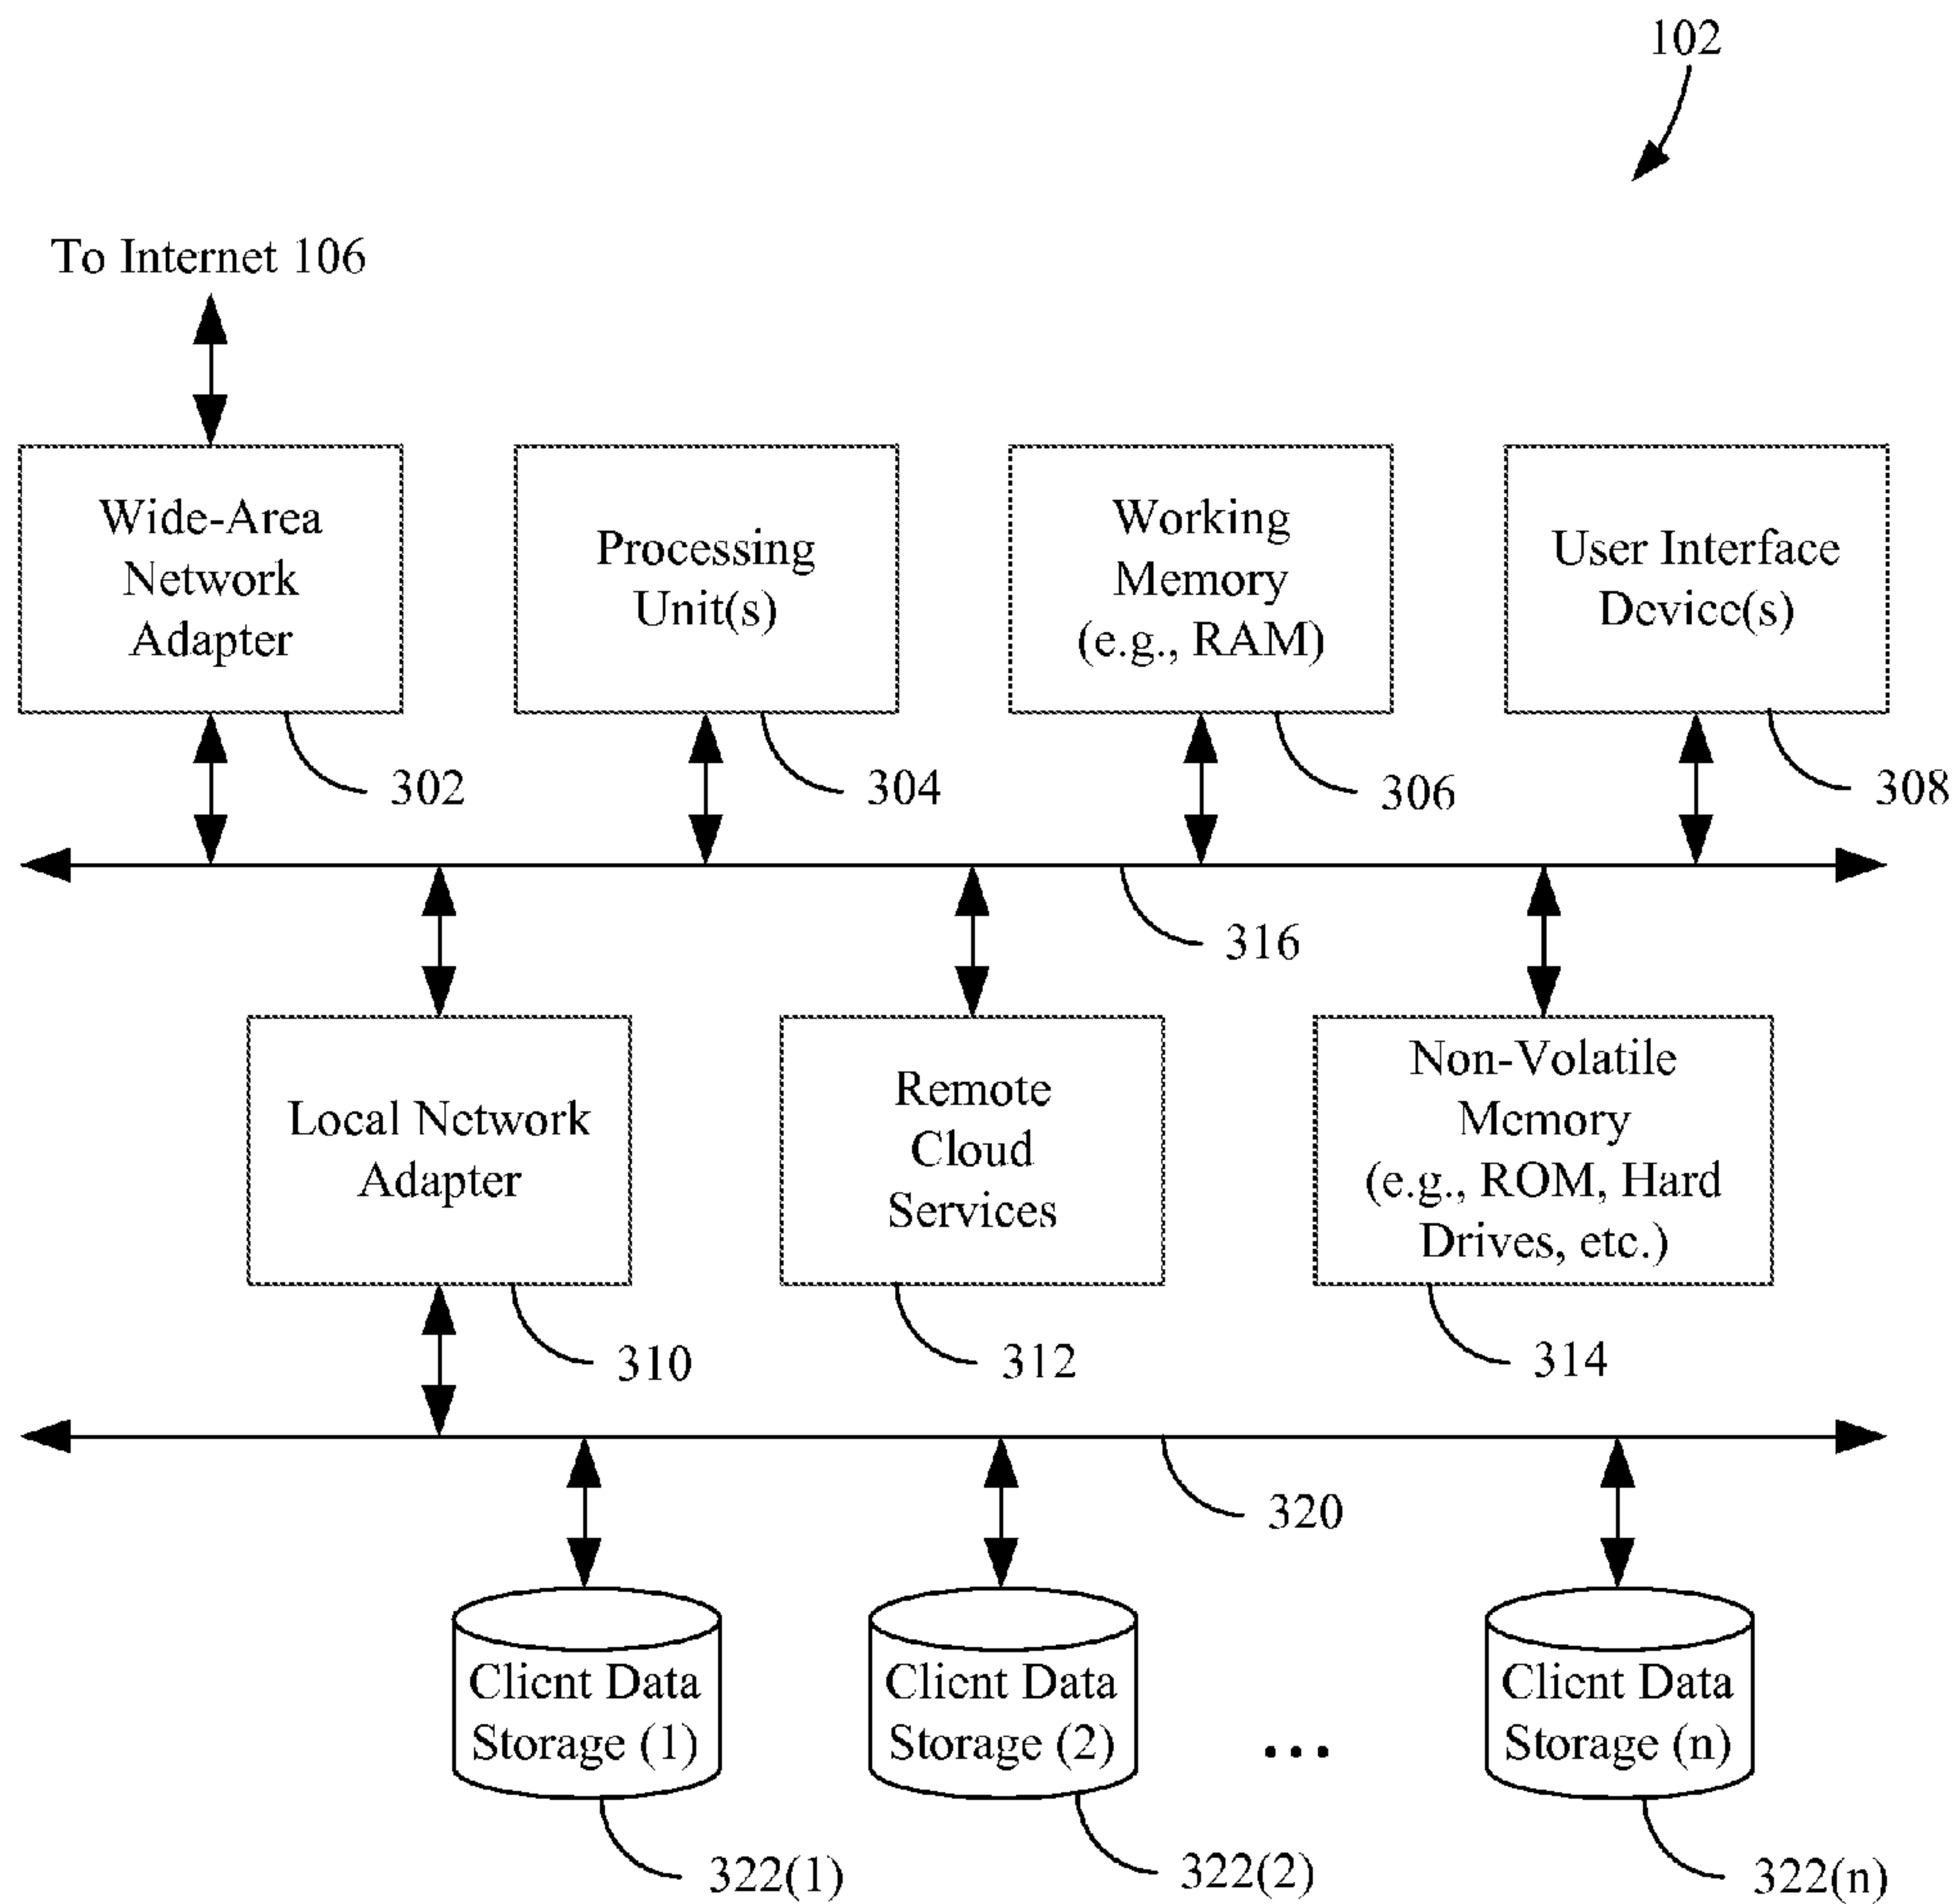 102
To Internet 106
Wide-Area
Network
Adapter
Processing
Unit(s)
Working
Memory
(e.g., RAM)
User Interface
Device(s)
302
304
306
308
316
Local Network
Adapter
Remote
Cloud
Services
Non-Volatile
Memory
(e.g., ROM, Hard
Drives, etc.)
310
312
314
320
Client Data
Storage (1)
Client Data
Storage (2)
...
Client Data
Storage (n)
322(1)
322(2)
322(n)